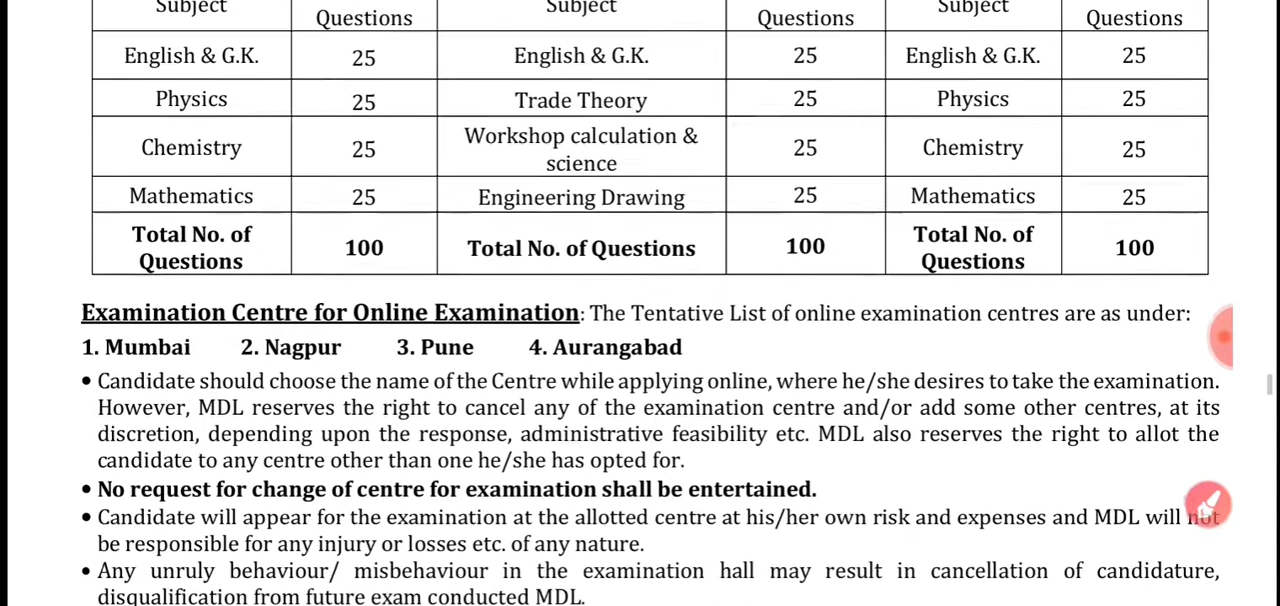 Subject Questions Subject Questions Subject Questions
English & G.K. 25 English & G.K. 25 English & G.K. 25
Physics 25 Trade Theory 25 Physics 25
Chemistry 25 Workshop calculation & science 25 Chemistry 25
Mathematics 25 Engineering Drawing 25 Mathematics 25
Total No. of Questions 100 Total No. of Questions 100 Total No. of Questions 100
Examination Centre for Online Examination: The Tentative List of online examination centres are as under:
1. Mumbai 2. Nagpur 3. Pune 4. Aurangabad
• Candidate should choose the name of the Centre while applying online, where he/she desires to take the examination.
However, MDL reserves the right to cancel any of the examination centre and/or add some other centres, at its
discretion, depending upon the response, administrative feasibility etc. MDL also reserves the right to allot the
candidate to any centre other than one he/she has opted for.
• No request for change of centre for examination shall be entertained.
• Candidate will appear for the examination at the allotted centre at his/her own risk and expenses and MDL will not
be responsible for any injury or losses etc. of any nature.
• Any unruly behaviour/ misbehaviour in the examination hall may result in cancellation of candidature,
disqualification from future exam conducted MDL.